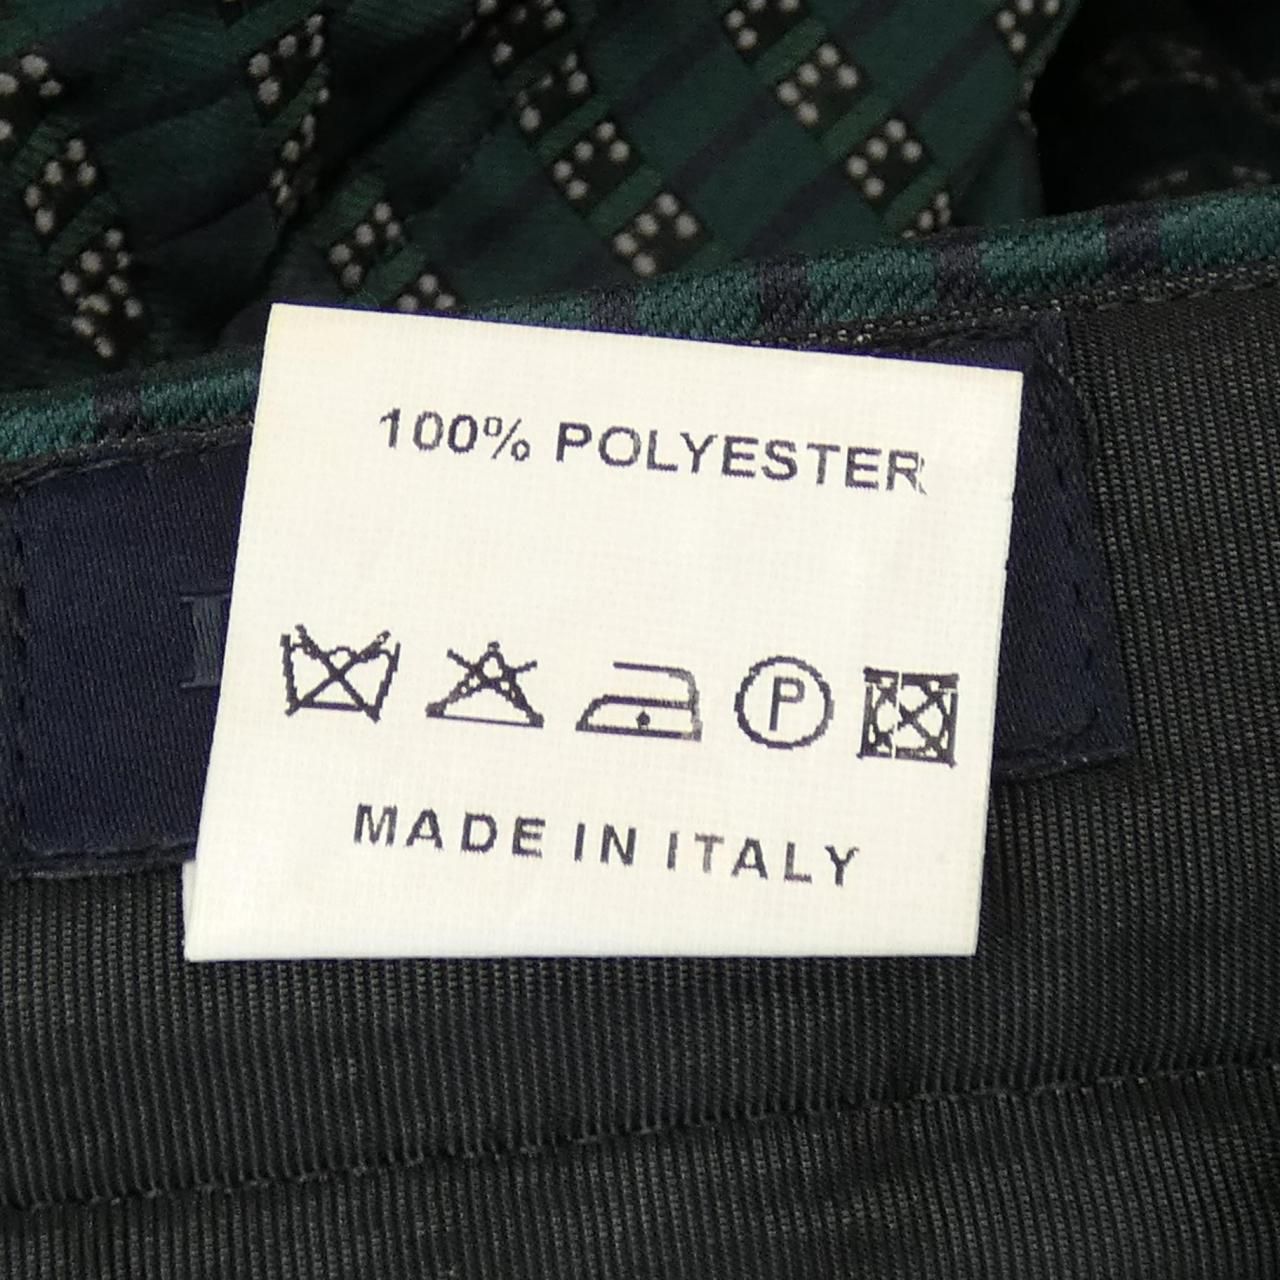 100% POLYESTER
P
MADE IN ITALY